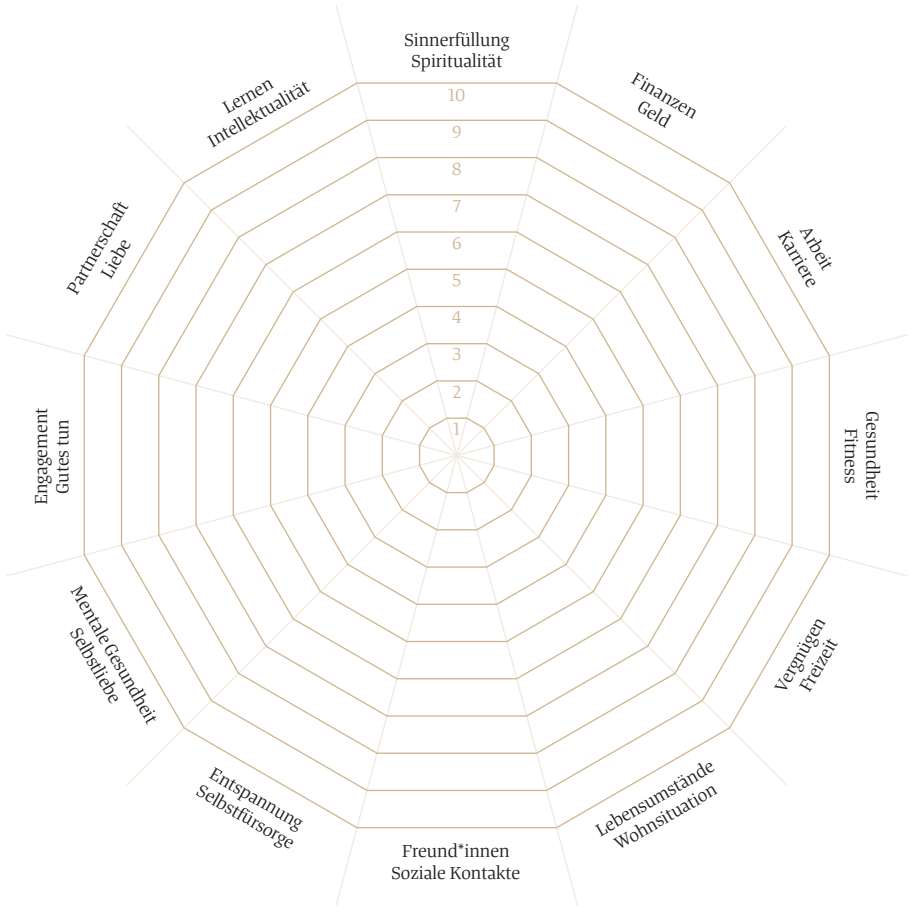 Sinnerfüllung
Spiritualität
10
9
8
7
6
5
4
3
2
1
Finanzen
Geld
Arbeit
Karriere
Gesundheit
Fitness
Vergnügen
Freizeit
Lebensumstände
Wohnsituation
Freund*innen
Soziale Kontakte
Entspannung
Selbstfürsorge
Mentale Gesundheit
Selbstliebe
Engagement
Gutes tun
Partnerschaft
Liebe
Lernen
Intellektualität